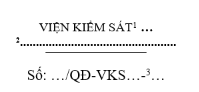 VIỆN KIỂM SÁT¹ …
²..................................................
Số: …/QĐ-VKS…-³…